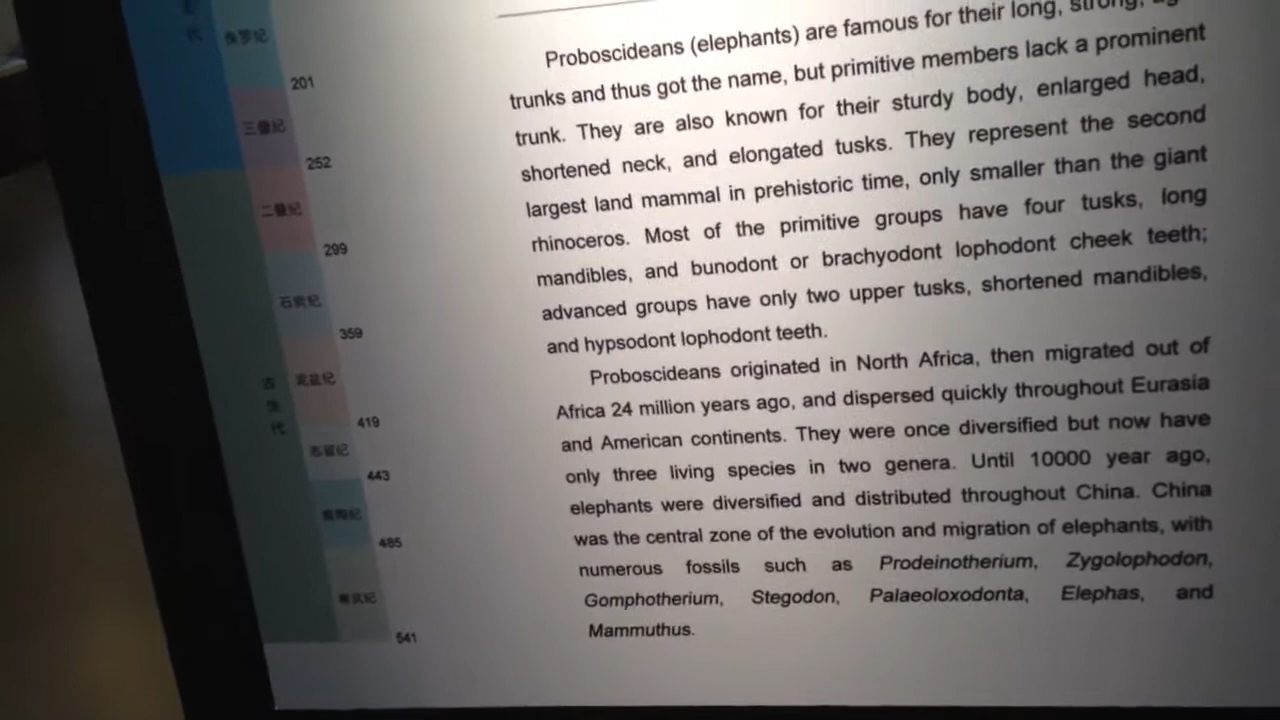 代
侏罗纪
201
三叠纪
252
二叠纪
299
石炭纪
359
古生代
泥盆纪
419
志留纪
443
奥陶纪
485
寒武纪
541
Proboscideans (elephants) are famous for their long, strong,
trunks and thus got the name, but primitive members lack a prominent
trunk. They are also known for their sturdy body, enlarged head,
shortened neck, and elongated tusks. They represent the second
largest land mammal in prehistoric time, only smaller than the giant
rhinoceros. Most of the primitive groups have four tusks, long
mandibles, and bunodont or brachyodont lophodont cheek teeth;
advanced groups have only two upper tusks, shortened mandibles,
and hypsodont lophodont teeth.
Proboscideans originated in North Africa, then migrated out of
Africa 24 million years ago, and dispersed quickly throughout Eurasia
and American continents. They were once diversified but now have
only three living species in two genera. Until 10000 year ago,
elephants were diversified and distributed throughout China. China
was the central zone of the evolution and migration of elephants, with
numerous fossils such as Prodeinotherium, Zygolophodon,
Gomphotherium, Stegodon, Palaeoloxodonta, Elephas, and
Mammuthus.